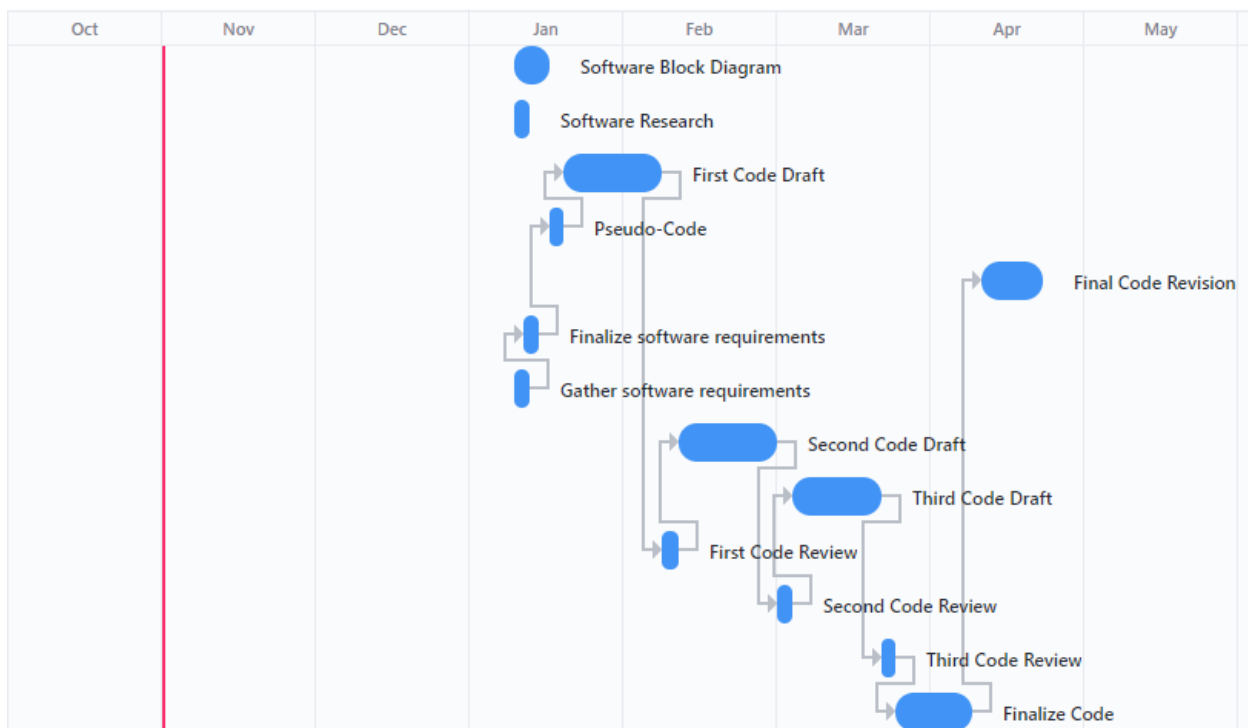 Oct Nov Dec Jan Feb Mar Apr May
Software Block Diagram
Software Research
First Code Draft
Pseudo-Code
Final Code Revision
Finalize software requirements
Gather software requirements
Second Code Draft
Third Code Draft
First Code Review
Second Code Review
Third Code Review
Finalize Code